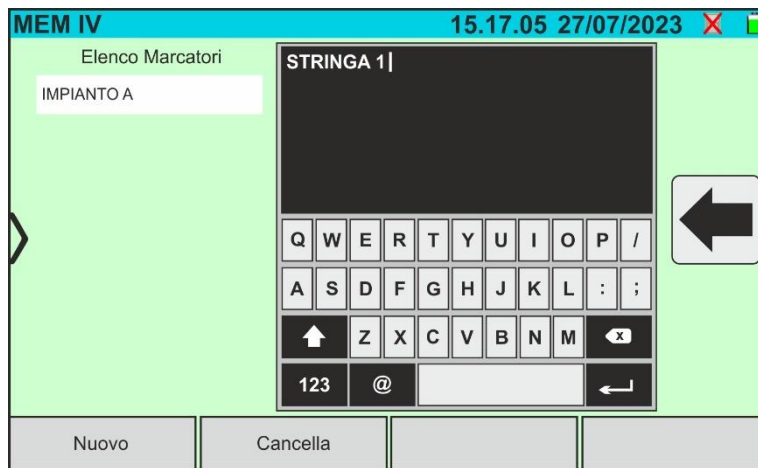 MEM IV 15.17.05 27/07/2023
Elenco Marcatori
IMPIANTO A
STRINGA 1
Q W E R T Y U I O P /
A S D F G H J K L : ;
Z X C V B N M x
123 @
Nuovo Cancella